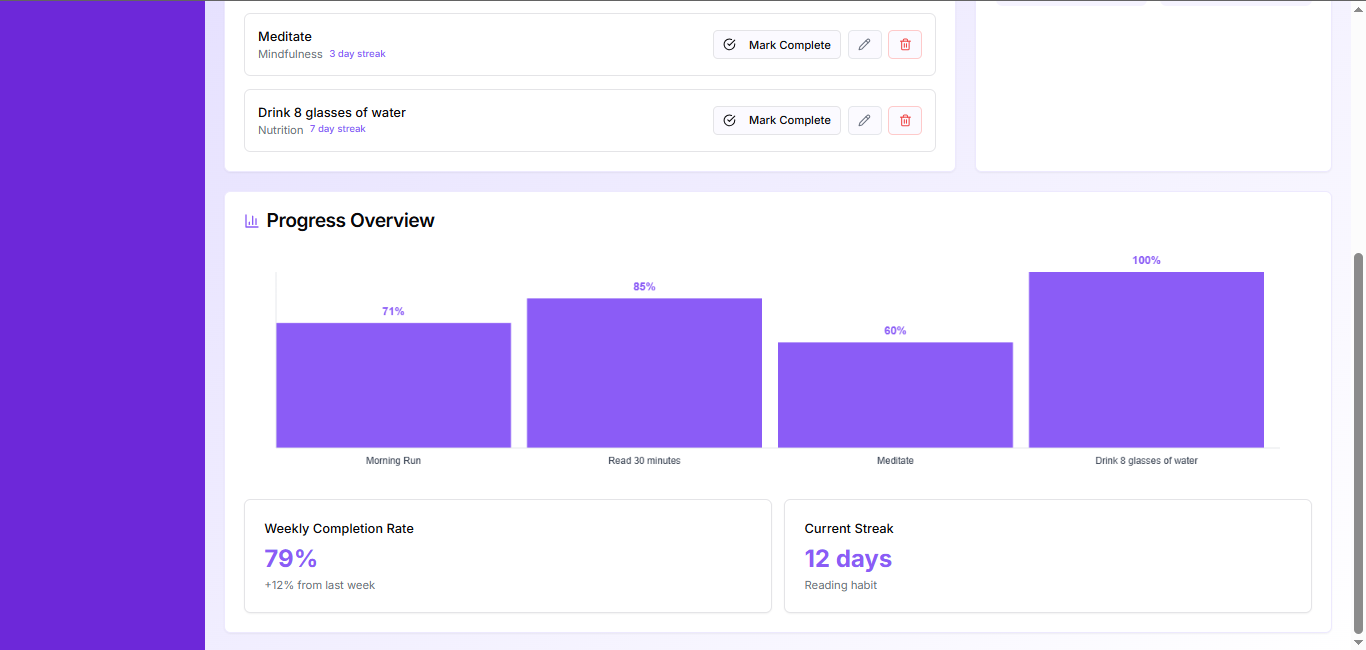 Meditate
Mindfulness 3 day streak
Mark Complete
Drink 8 glasses of water
Nutrition 7 day streak
Mark Complete
Progress Overview
71%
85%
60%
100%
Morning Run
Read 30 minutes
Meditate
Drink 8 glasses of water
Weekly Completion Rate
79%
+12% from last week
Current Streak
12 days
Reading habit